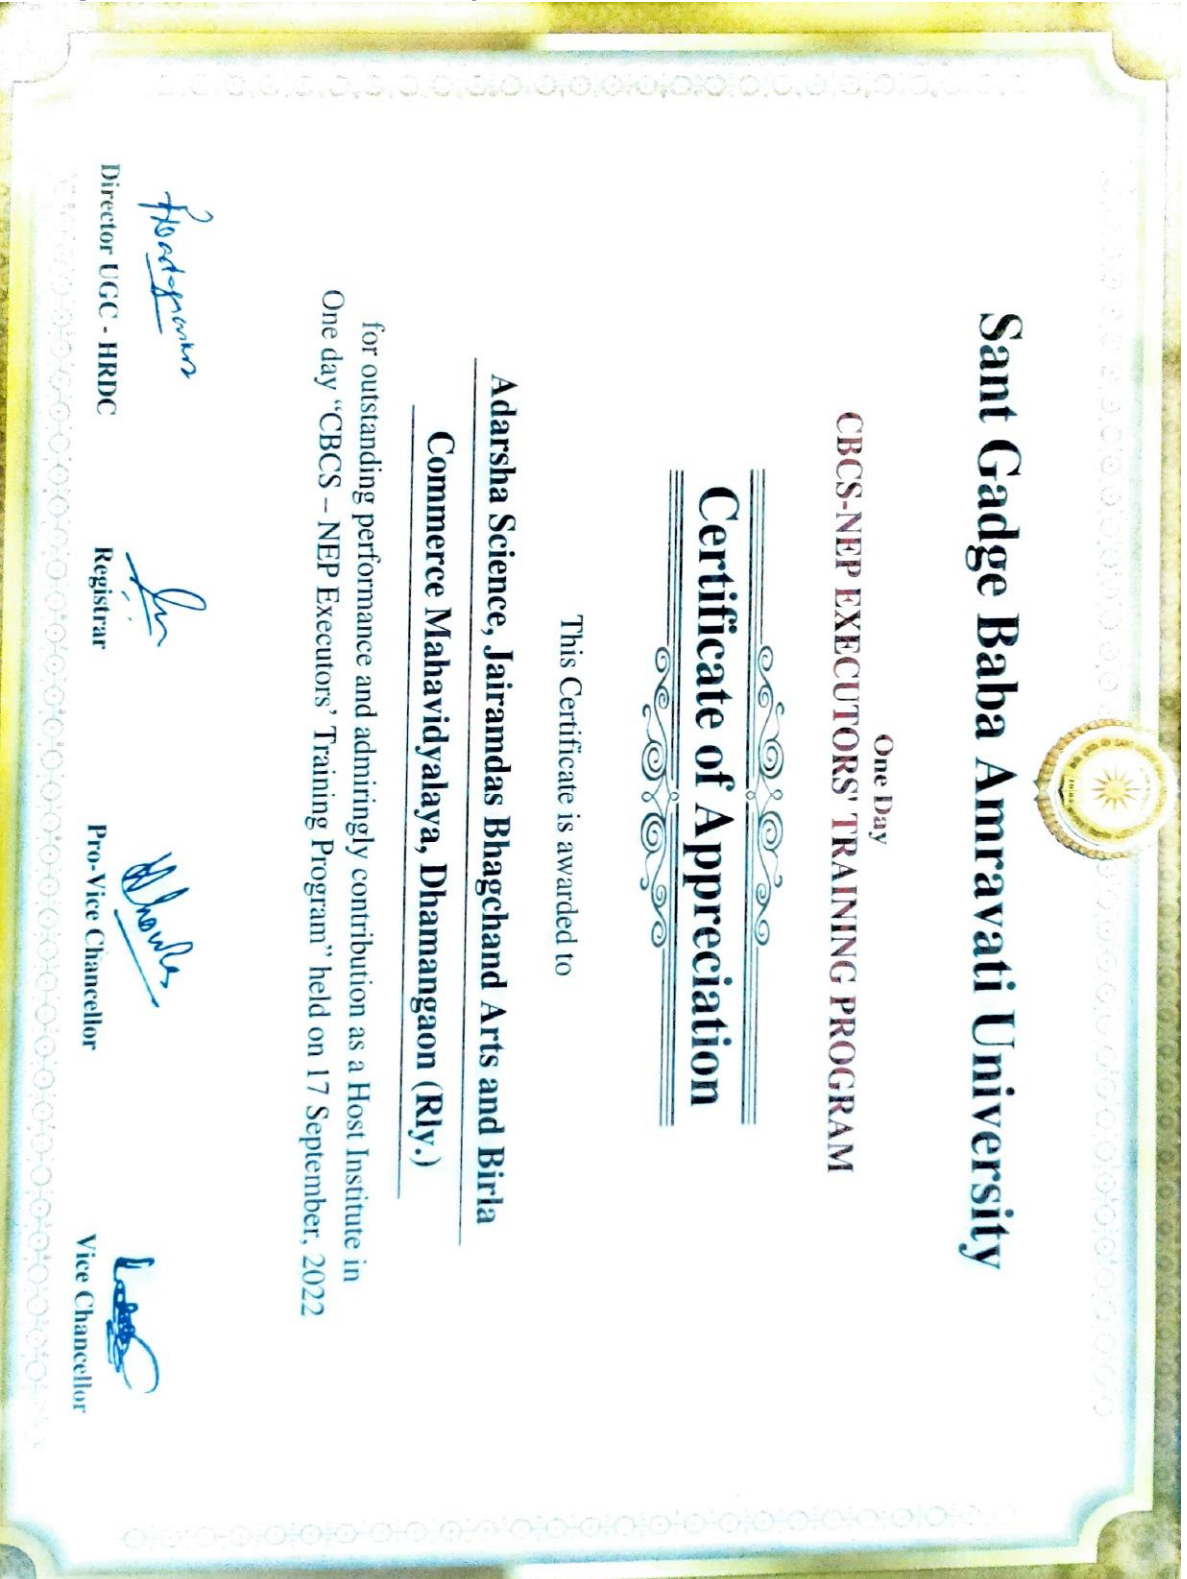 Sant Gadge Baba Amravati University
One Day
CBCS-NEP EXECUTORS' TRAINING PROGRAM
Certificate of Appreciation
This Certificate is awarded to
Adarsha Science, Jairamdas Bhagchand Arts and Birla
Commerce Mahavidyalaya, Dhamangaon (Rly.)
for outstanding performance and admiringly contribution as a Host Institute in
One day “CBCS – NEP Executors’ Training Program” held on 17 September, 2022
Director UGC - HRDC
Registrar
Pro-Vice Chancellor
Vice Chancellor